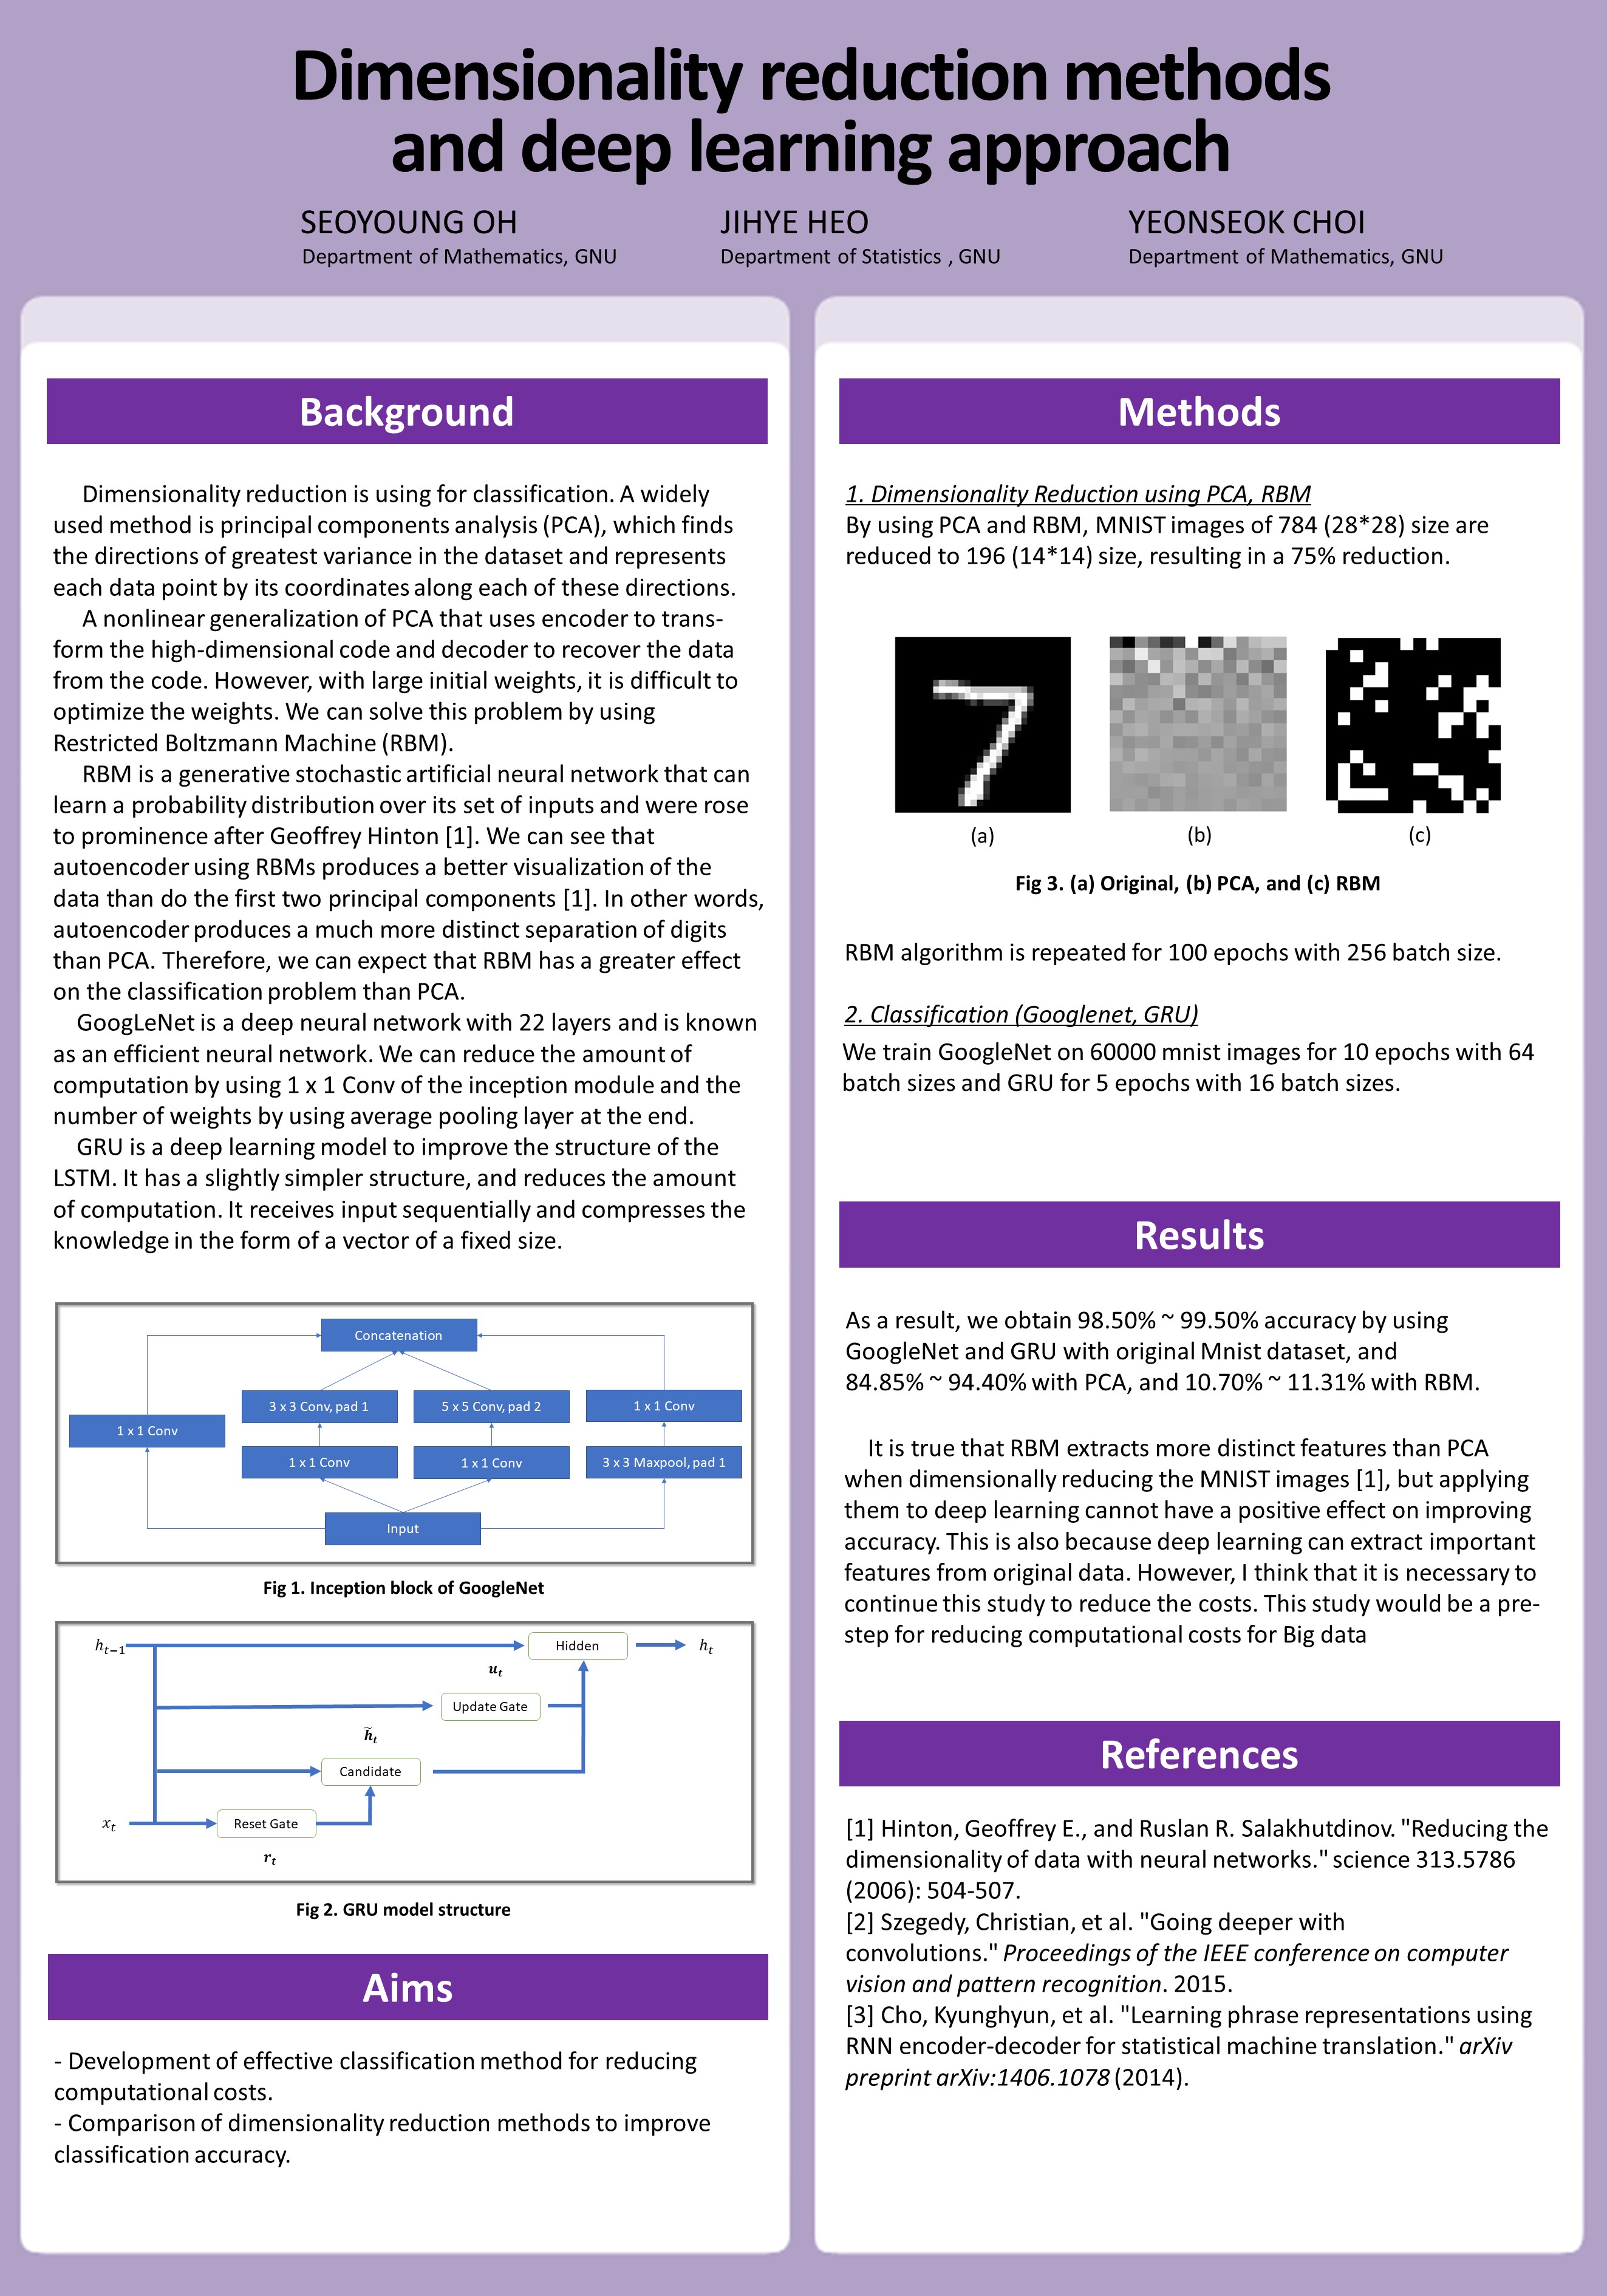 Dimensionality reduction methods
and deep learning approach
SEOYOUNG OH
Department of Mathematics, GNU
JIHYE HEO
Department of Statistics , GNU
YEONSEOK CHOI
Department of Mathematics, GNU
Background
Dimensionality reduction is using for classification. A widely
used method is principal components analysis (PCA), which finds
the directions of greatest variance in the dataset and represents
each data point by its coordinates along each of these directions.
A nonlinear generalization of PCA that uses encoder to trans-
form the high-dimensional code and decoder to recover the data
from the code. However, with large initial weights, it is difficult to
optimize the weights. We can solve this problem by using
Restricted Boltzmann Machine (RBM).
RBM is a generative stochastic artificial neural network that can
learn a probability distribution over its set of inputs and were rose
to prominence after Geoffrey Hinton [1]. We can see that
autoencoder using RBMs produces a better visualization of the
data than do the first two principal components [1]. In other words,
autoencoder produces a much more distinct separation of digits
than PCA. Therefore, we can expect that RBM has a greater effect
on the classification problem than PCA.
GoogLeNet is a deep neural network with 22 layers and is known
as an efficient neural network. We can reduce the amount of
computation by using 1 x 1 Conv of the inception module and the
number of weights by using average pooling layer at the end.
GRU is a deep learning model to improve the structure of the
LSTM. It has a slightly simpler structure, and reduces the amount
of computation. It receives input sequentially and compresses the
knowledge in the form of a vector of a fixed size.
Concatenation
3 x 3 Conv, pad 1
5 x 5 Conv, pad 2
1 x 1 Conv
1 x 1 Conv
1 x 1 Conv
1 x 1 Conv
3 x 3 Maxpool, pad 1
Input
Fig 1. Inception block of GoogleNet
h_{t−1}
Hidden
h_t
u_t
Update Gate
h̃_t
Candidate
x_t
Reset Gate
r_t
Fig 2. GRU model structure
Aims
- Development of effective classification method for reducing
computational costs.
- Comparison of dimensionality reduction methods to improve
classification accuracy.
Methods
1. Dimensionality Reduction using PCA, RBM
By using PCA and RBM, MNIST images of 784 (28*28) size are
reduced to 196 (14*14) size, resulting in a 75% reduction.
7
(a)
(b)
(c)
Fig 3. (a) Original, (b) PCA, and (c) RBM
RBM algorithm is repeated for 100 epochs with 256 batch size.
2. Classification (Googlenet, GRU)
We train GoogleNet on 60000 mnist images for 10 epochs with 64
batch sizes and GRU for 5 epochs with 16 batch sizes.
Results
As a result, we obtain 98.50% ~ 99.50% accuracy by using
GoogleNet and GRU with original Mnist dataset, and
84.85% ~ 94.40% with PCA, and 10.70% ~ 11.31% with RBM.
It is true that RBM extracts more distinct features than PCA
when dimensionally reducing the MNIST images [1], but applying
them to deep learning cannot have a positive effect on improving
accuracy. This is also because deep learning can extract important
features from original data. However, I think that it is necessary to
continue this study to reduce the costs. This study would be a pre-
step for reducing computational costs for Big data
References
[1] Hinton, Geoffrey E., and Ruslan R. Salakhutdinov. "Reducing the
dimensionality of data with neural networks." science 313.5786
(2006): 504-507.
[2] Szegedy, Christian, et al. "Going deeper with
convolutions." Proceedings of the IEEE conference on computer
vision and pattern recognition. 2015.
[3] Cho, Kyunghyun, et al. "Learning phrase representations using
RNN encoder-decoder for statistical machine translation." arXiv
preprint arXiv:1406.1078 (2014).